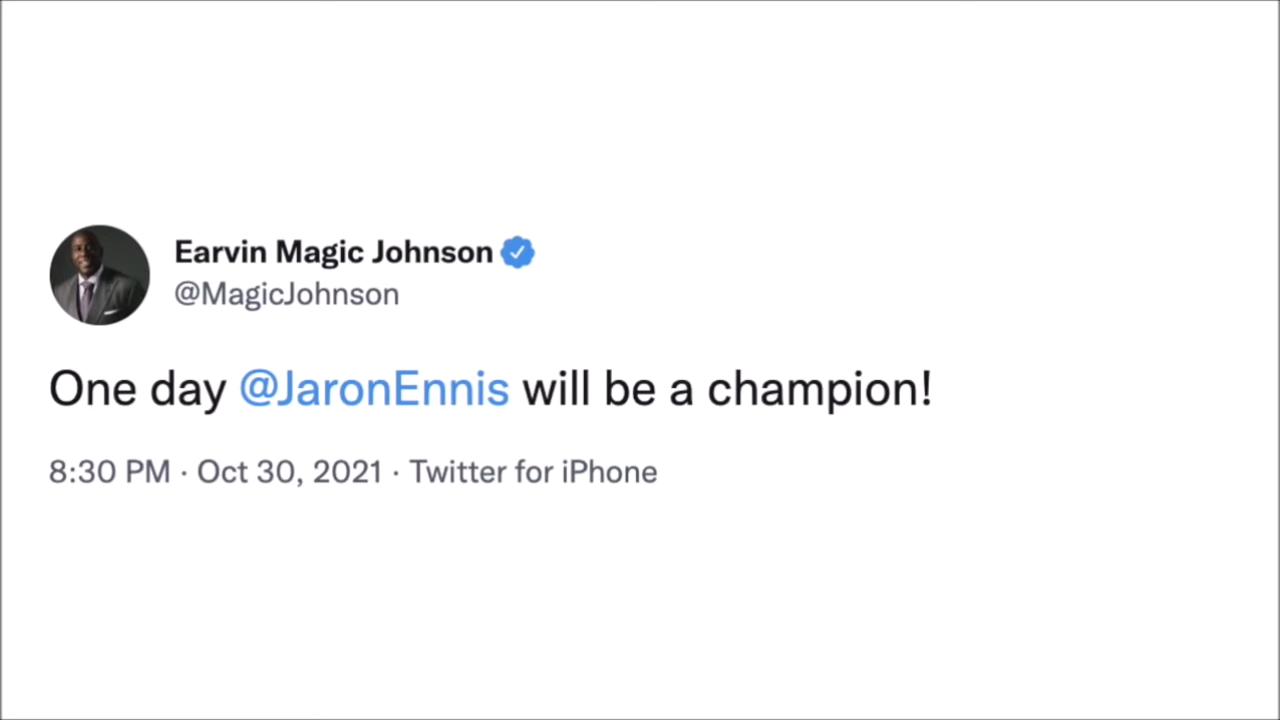 Earvin Magic Johnson
@MagicJohnson
One day @JaronEnnis will be a champion!
8:30 PM · Oct 30, 2021 · Twitter for iPhone